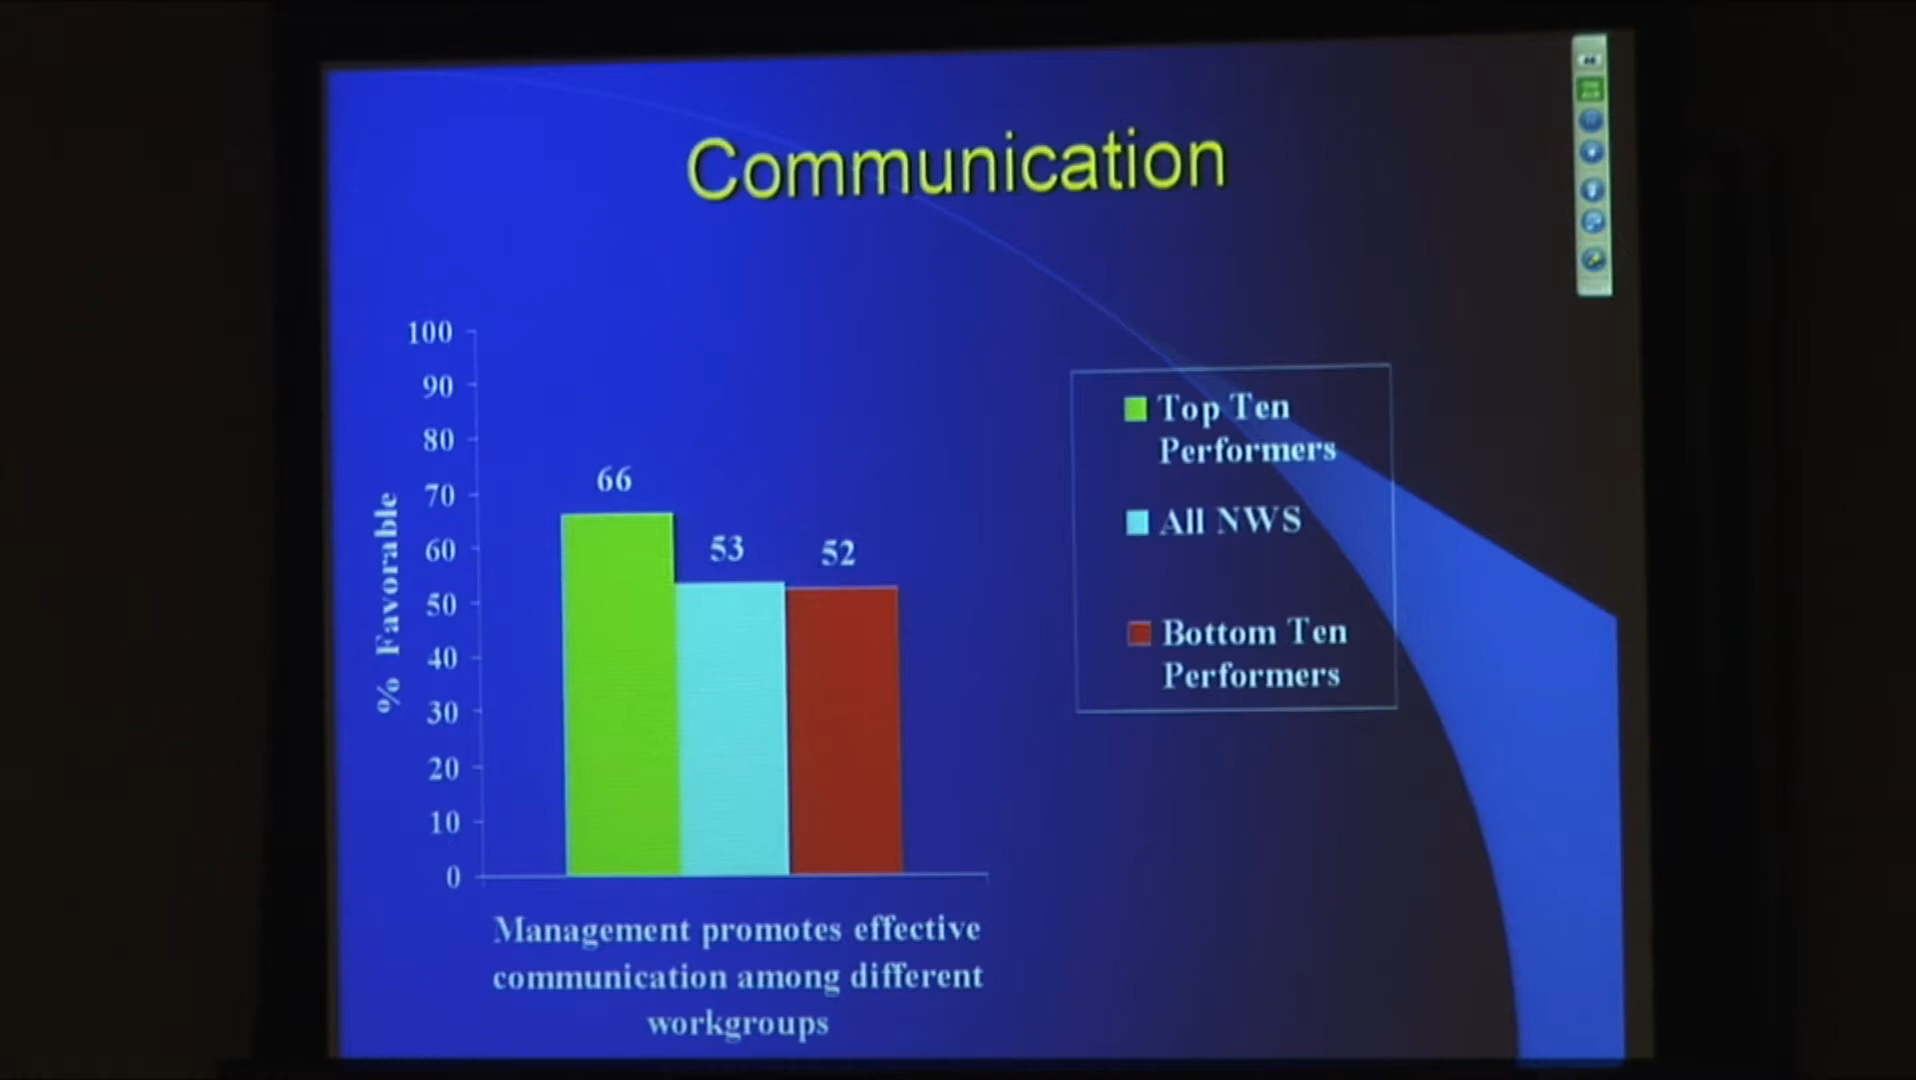 Communication
100
90
80
70
60
50
40
30
20
10
0
% Favorable
66
53
52
Top Ten
Performers
All NWS
Bottom Ten
Performers
Management promotes effective
communication among different
workgroups